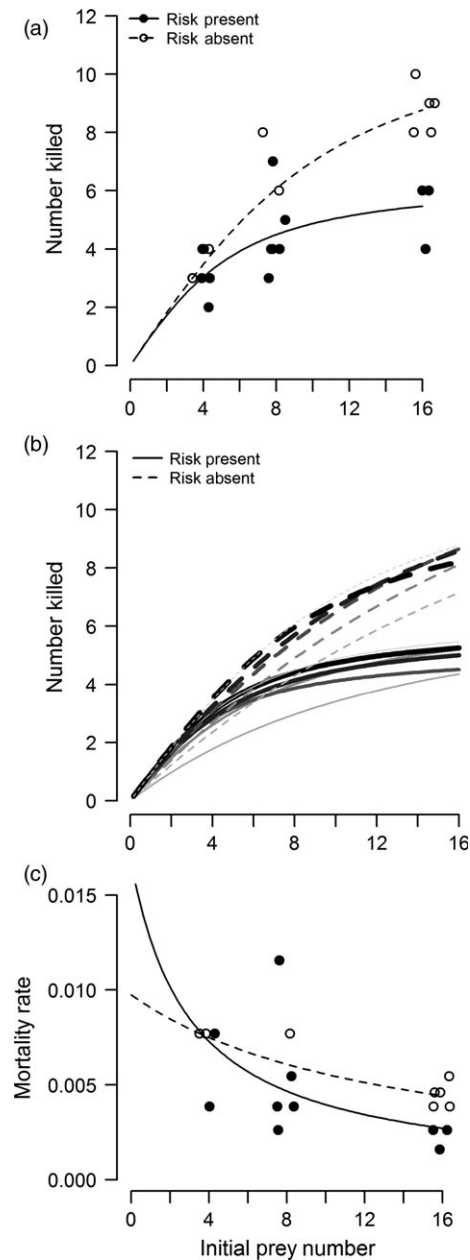 (a)
Risk present
Risk absent
12
10
8
6
4
2
0
Number killed
0 4 8 12 16
(b)
Risk present
Risk absent
12
10
8
6
4
2
0
Number killed
0 4 8 12 16
(c)
0.015
0.010
0.005
0.000
Mortality rate
0 4 8 12 16
Initial prey number